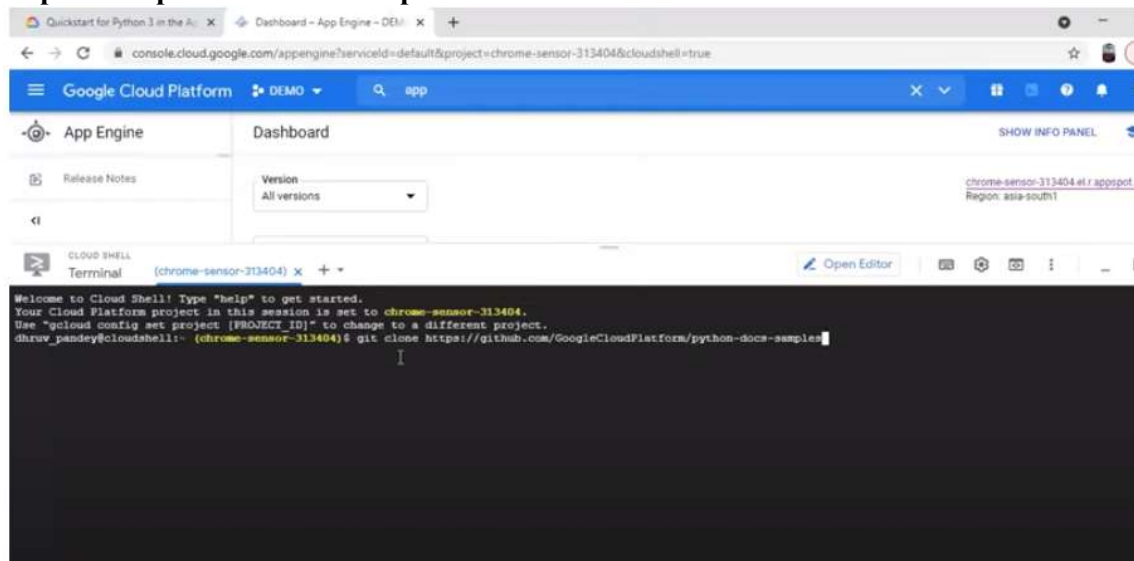 Quickstart for Python 3 in the Ap
Dashboard – App Engine – DEM
console.cloud.google.com/appengine?serviceId=default&project=chrome-sensor-313404&cloudshell=true
Google Cloud Platform DEMO app
App Engine Dashboard SHOW INFO PANEL
Release Notes
Version
All versions
chrome-sensor-313404.el.r.appspot.
Region: asia-south1
CLOUD SHELL
Terminal (chrome-sensor-313404) x + Open Editor
Welcome to Cloud Shell! Type "help" to get started.
Your Cloud Platform project in this session is set to chrome-sensor-313404.
Use "gcloud config set project [PROJECT_ID]" to change to a different project.
dhruv_pandey@cloudshell:~ (chrome-sensor-313404)$ git clone https://github.com/GoogleCloudPlatform/python-docs-samples